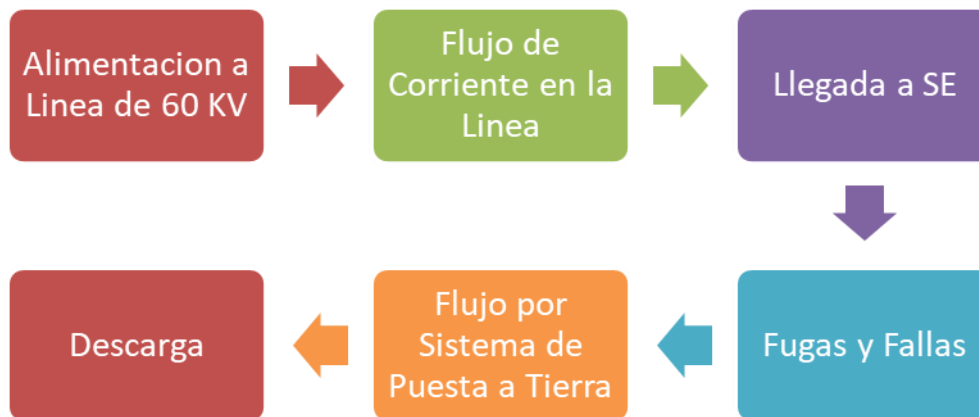 Alimentacion a
Linea de 60 KV
Flujo de
Corriente en la
Linea
Llegada a SE
Fugas y Fallas
Flujo por
Sistema de
Puesta a Tierra
Descarga